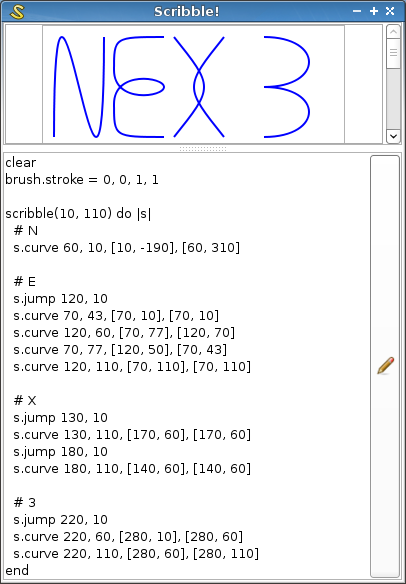 Scribble!
NEX 3
clear
brush.stroke = 0, 0, 1, 1
scribble(10, 110) do |s|
# N
s.curve 60, 10, [10, -190], [60, 310]
# E
s.jump 120, 10
s.curve 70, 43, [70, 10], [70, 10]
s.curve 120, 60, [70, 77], [120, 70]
s.curve 70, 77, [120, 50], [70, 43]
s.curve 120, 110, [70, 110], [70, 110]
# X
s.jump 130, 10
s.curve 130, 110, [170, 60], [170, 60]
s.jump 180, 10
s.curve 180, 110, [140, 60], [140, 60]
# 3
s.jump 220, 10
s.curve 220, 60, [280, 10], [280, 60]
s.curve 220, 110, [280, 60], [280, 110]
end